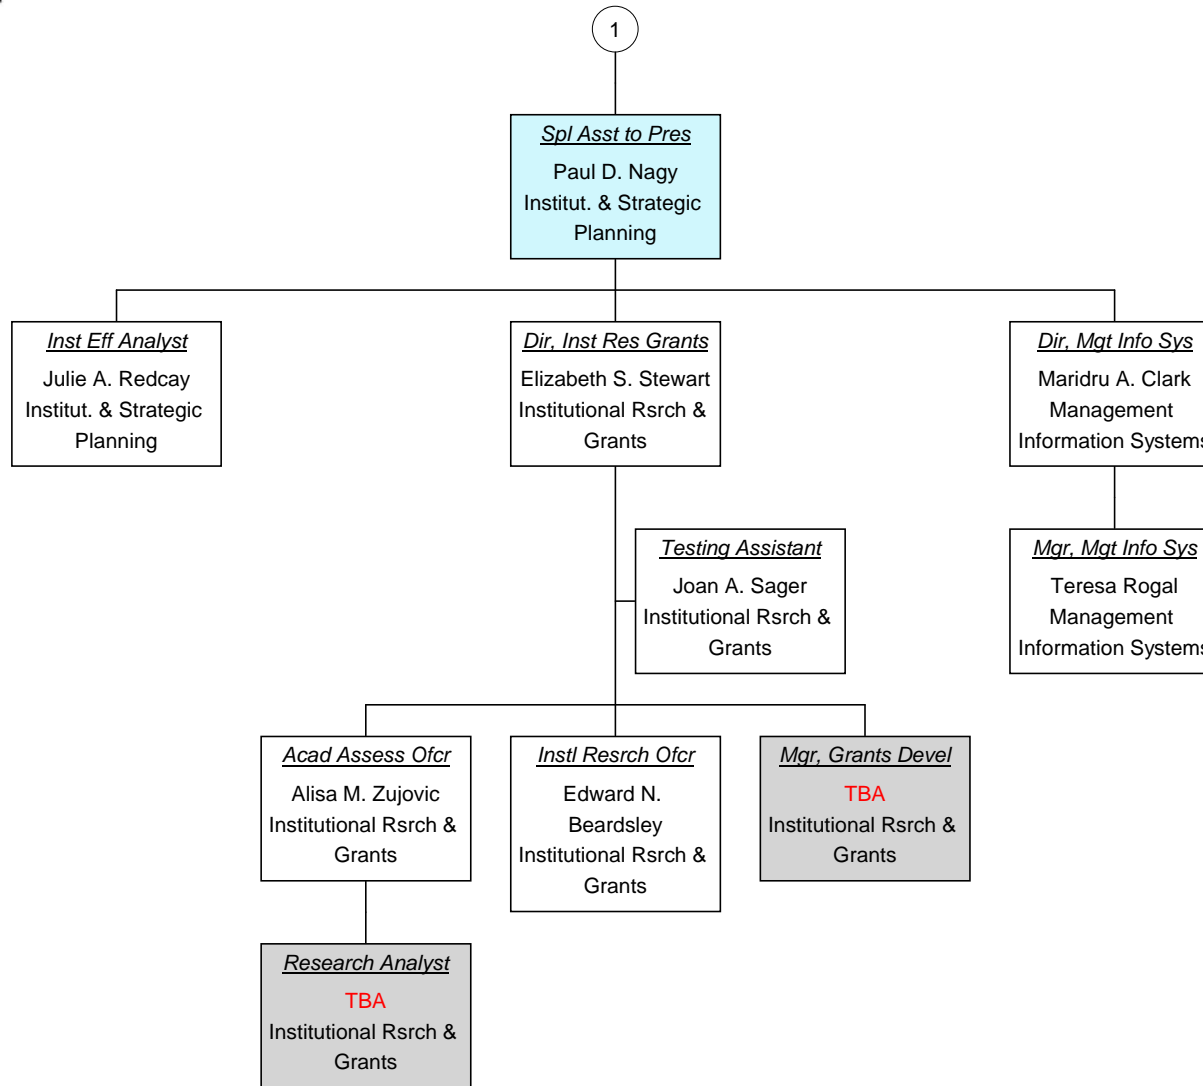 1
Spl Asst to Pres
Paul D. Nagy
Institut. & Strategic
Planning
Inst Eff Analyst
Julie A. Redcay
Institut. & Strategic
Planning
Dir, Inst Res Grants
Elizabeth S. Stewart
Institutional Rsrch &
Grants
Dir, Mgt Info Sys
Maridru A. Clark
Management
Information Systems
Testing Assistant
Joan A. Sager
Institutional Rsrch &
Grants
Mgr, Mgt Info Sys
Teresa Rogal
Management
Information Systems
Acad Assess Ofcr
Alisa M. Zujovic
Institutional Rsrch &
Grants
Instl Resrch Ofcr
Edward N.
Beardsley
Institutional Rsrch &
Grants
Mgr, Grants Devel
TBA
Institutional Rsrch &
Grants
Research Analyst
TBA
Institutional Rsrch &
Grants